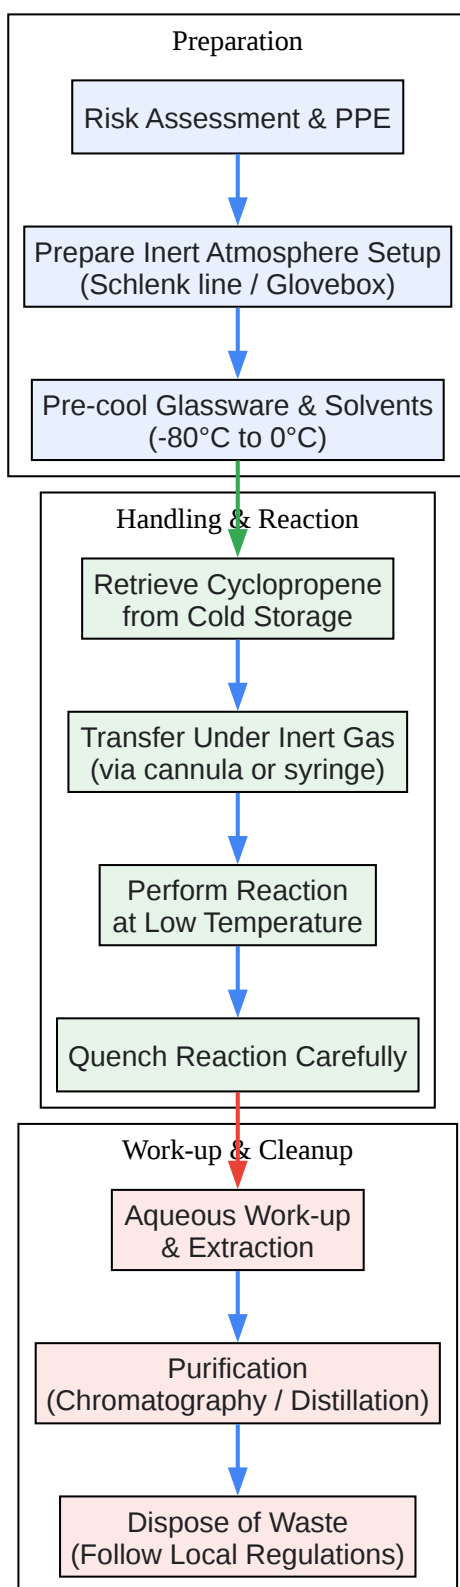 Preparation
Risk Assessment & PPE
Prepare Inert Atmosphere Setup
(Schlenk line / Glovebox)
Pre-cool Glassware & Solvents
(-80°C to 0°C)
Handling & Reaction
Retrieve Cyclopropene
from Cold Storage
Transfer Under Inert Gas
(via cannula or syringe)
Perform Reaction
at Low Temperature
Quench Reaction Carefully
Work-up & Cleanup
Aqueous Work-up
& Extraction
Purification
(Chromatography / Distillation)
Dispose of Waste
(Follow Local Regulations)